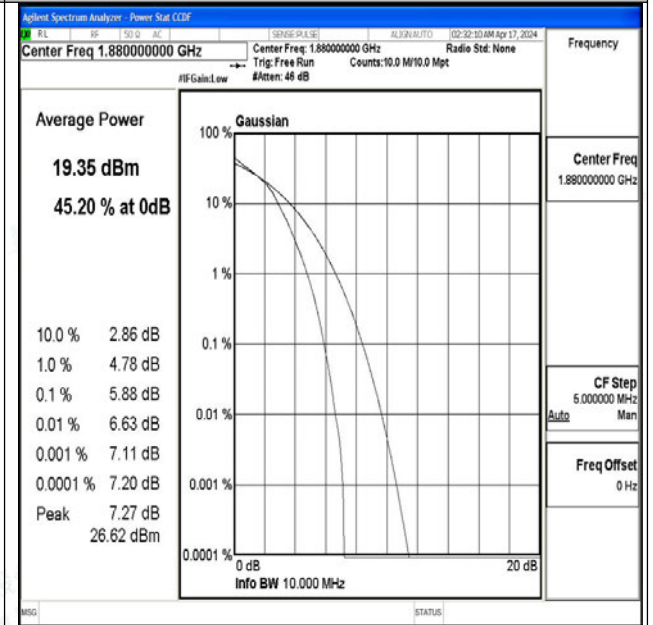 Agilent Spectrum Analyzer - Power Stat CCDF
RL RF 50 Ω AC SENSE:PULSE ALIGN AUTO 02:32:10 AM Apr 17, 2024
Center Freq 1.880000000 GHz
Center Freq: 1.880000000 GHz Radio Std: None
Trig: Free Run Counts:10.0 M/10.0 Mpt
#IFGain:Low #Atten: 46 dB
Frequency
Average Power
19.35 dBm
45.20 % at 0dB
10.0 % 2.86 dB
1.0 % 4.78 dB
0.1 % 5.88 dB
0.01 % 6.63 dB
0.001 % 7.11 dB
0.0001 % 7.20 dB
Peak 7.27 dB
26.62 dBm
Gaussian
100 %
10 %
1 %
0.1 %
0.01 %
0.001 %
0.0001 %
0 dB 20 dB
Info BW 10.000 MHz
Center Freq
1.880000000 GHz
CF Step
5.000000 MHz
Auto Man
Freq Offset
0 Hz
MSG STATUS